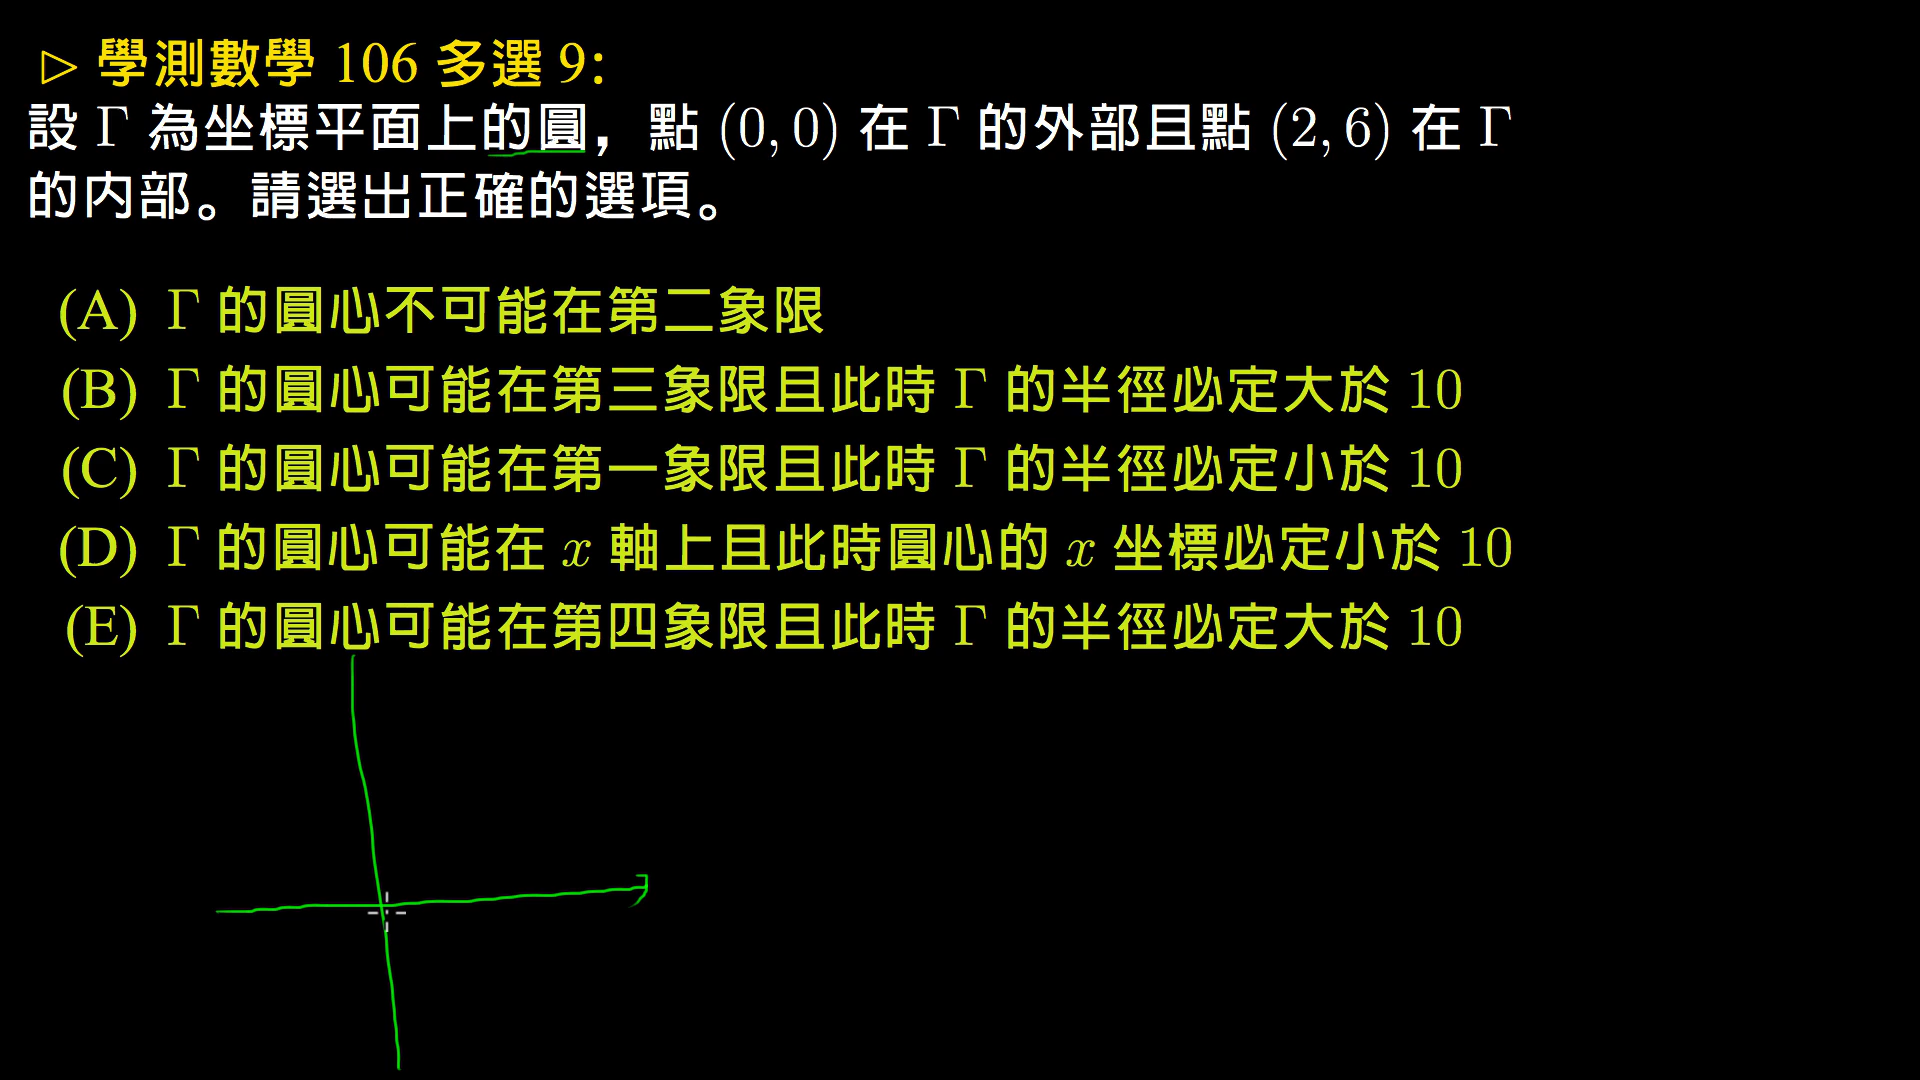 ▷ 學測數學 106 多選 9:
設 Γ 為坐標平面上的圓，點 (0, 0) 在 Γ 的外部且點 (2, 6) 在 Γ
的内部。請選出正確的選項。
(A) Γ 的圓心不可能在第二象限
(B) Γ 的圓心可能在第三象限且此時 Γ 的半徑必定大於 10
(C) Γ 的圓心可能在第一象限且此時 Γ 的半徑必定小於 10
(D) Γ 的圓心可能在 x 軸上且此時圓心的 x 坐標必定小於 10
(E) Γ 的圓心可能在第四象限且此時 Γ 的半徑必定大於 10